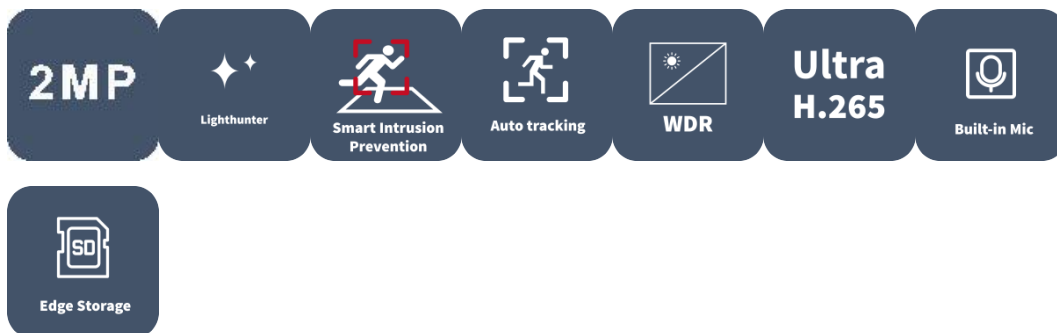 2MP
Lighthunter
Smart Intrusion
Prevention
Auto tracking
WDR
Ultra
H.265
Built-in Mic
SD
Edge Storage